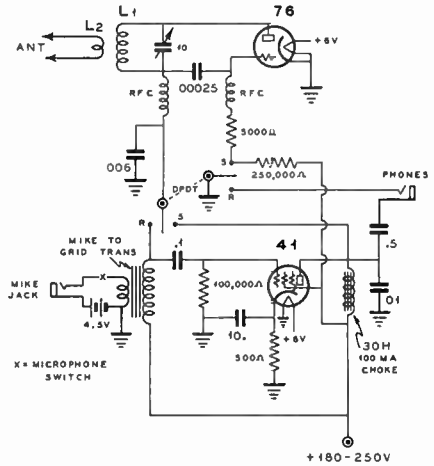 L2
L1
76
ANT
10
+6V
00025
RFC
RFC
5000Ω
006
S
250,000Ω
DPDT
R
PHONES
R
S
MIKE TO
GRID TRANS
.1
41
.5
MIKE
JACK
X
100,000Ω
01
4.5V
10.
+6V
500Ω
30H
100 MA
CHOKE
X = MICROPHONE
SWITCH
+180-250V